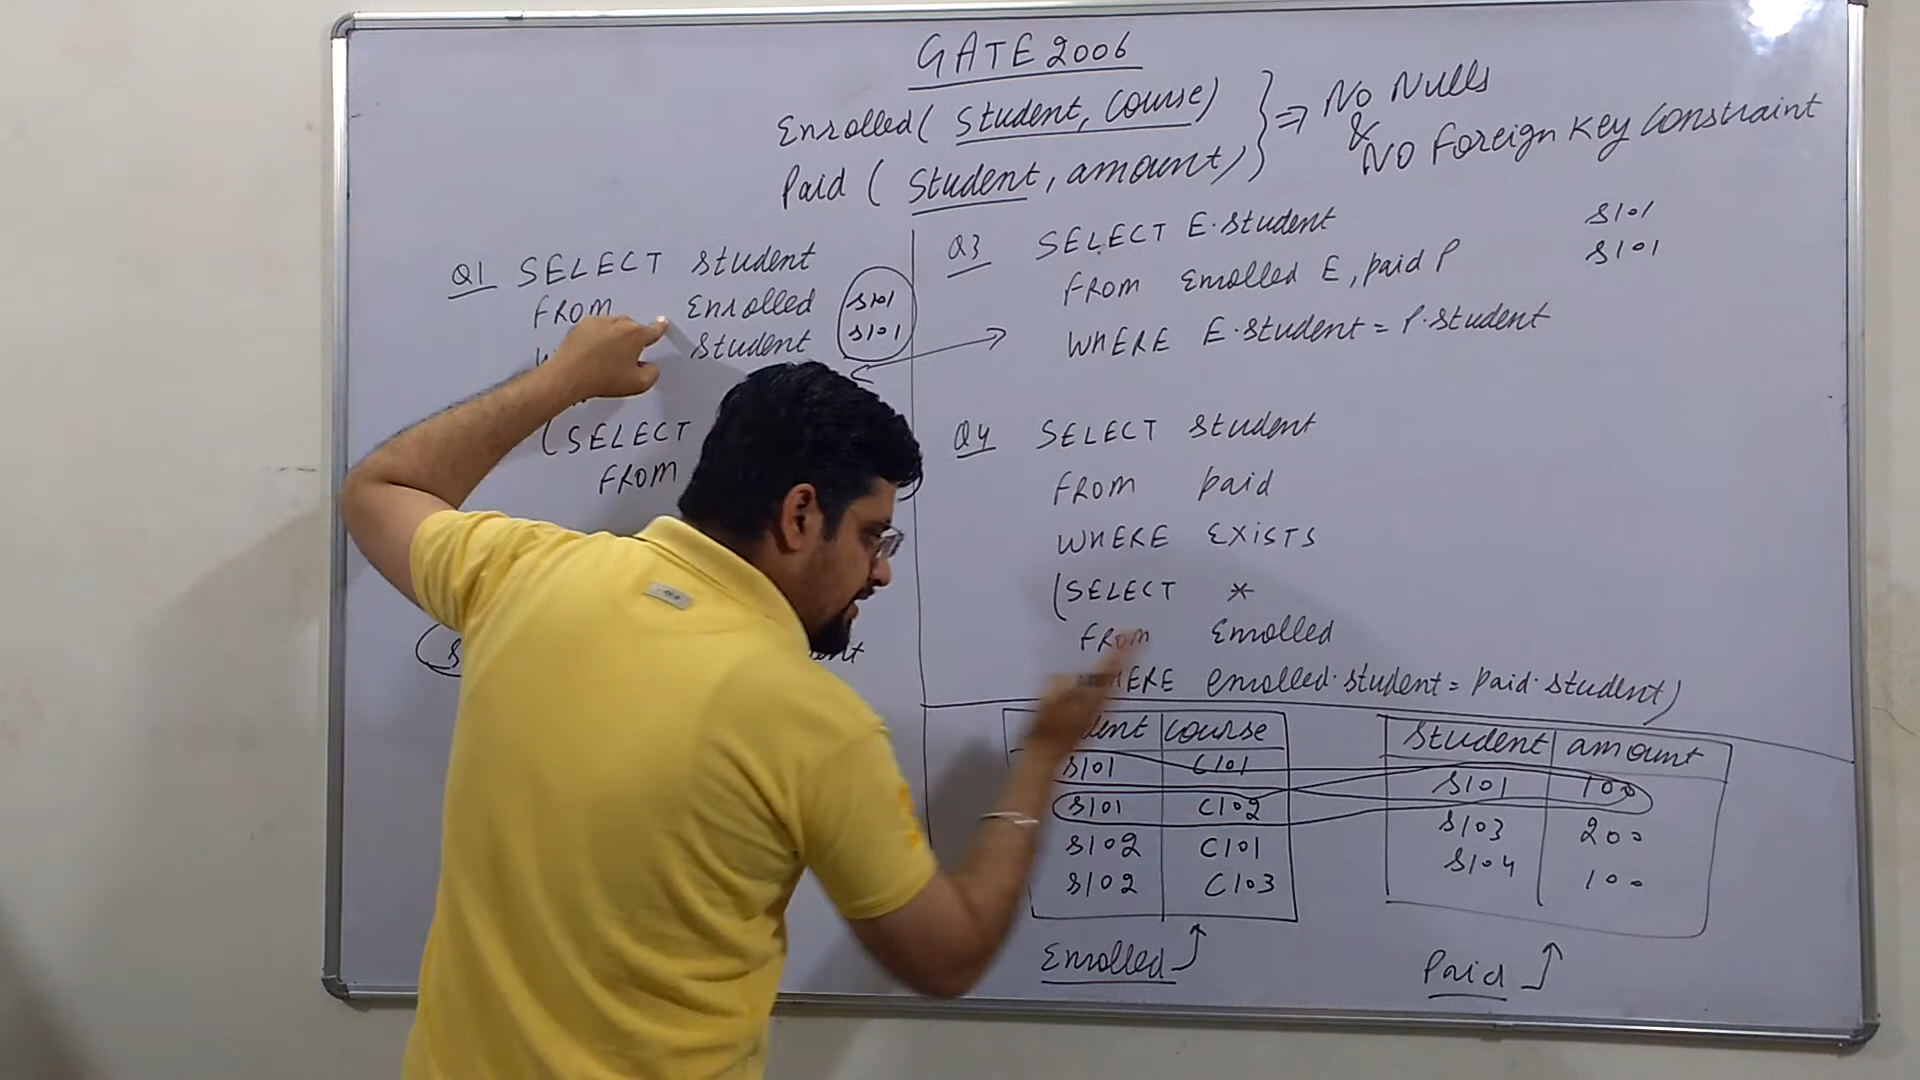 GATE 2006
Enrolled ( Student, Course )
Paid ( Student, amount )
} ⇒ No Nulls
& NO Foreign Key Constraint
Q1 SELECT Student
FROM Enrolled
Student
(SELECT
FROM
S101
S101
Q3 SELECT E.Student
FROM Enrolled E, paid P
WHERE E.Student = P.Student
S101
S101
Q4 SELECT Student
FROM paid
WHERE EXISTS
(SELECT *
FROM Enrolled
WHERE enrolled.student = paid.student)
Course
S101 C101
S101 C102
S102 C101
S102 C103
Enrolled
Student amount
S101 100
S103 200
S104 100
Paid